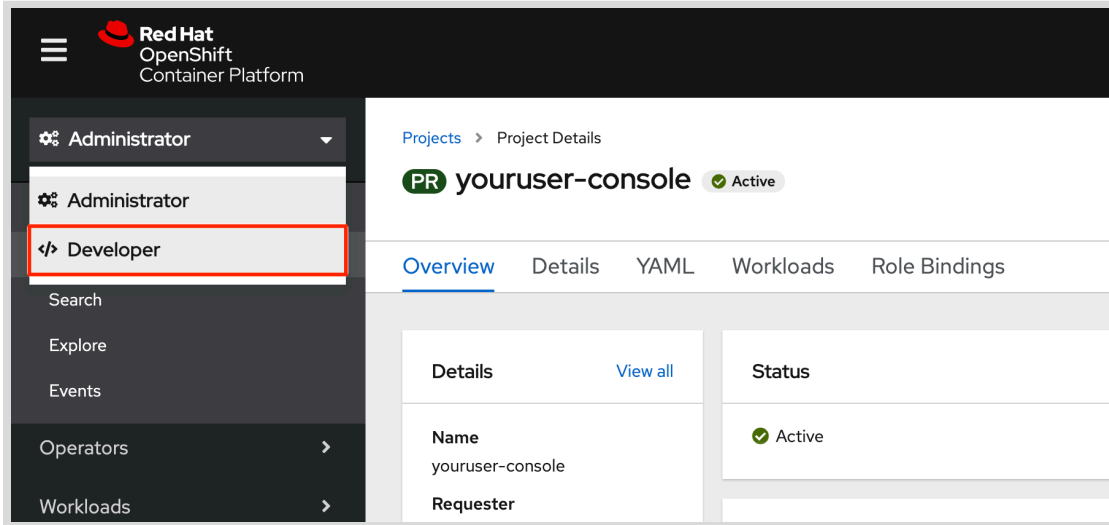 Red Hat
OpenShift
Container Platform
Administrator
Administrator
Developer
Search
Explore
Events
Operators
Workloads
Projects > Project Details
PR youruser-console Active
Overview Details YAML Workloads Role Bindings
Details View all
Name
youruser-console
Requester
Status
Active